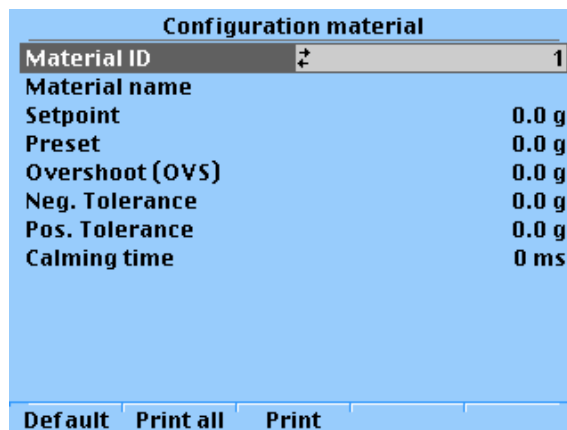 Configuration material
Material ID 1
Material name
Setpoint 0.0 g
Preset 0.0 g
Overshoot (OVS) 0.0 g
Neg. Tolerance 0.0 g
Pos. Tolerance 0.0 g
Calming time 0 ms
Default Print all Print